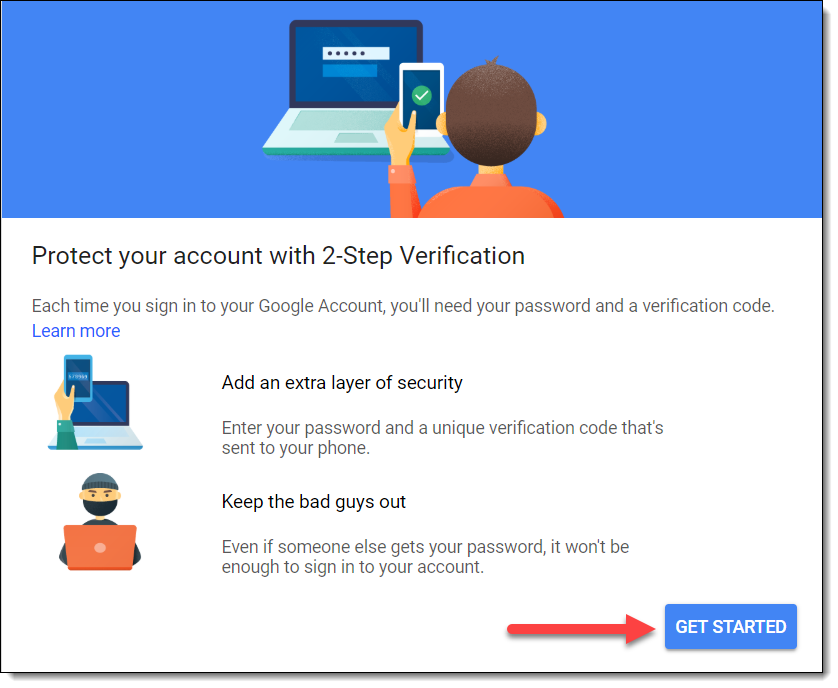 Protect your account with 2-Step Verification
Each time you sign in to your Google Account, you'll need your password and a verification code.
Learn more
Add an extra layer of security
Enter your password and a unique verification code that's
sent to your phone.
Keep the bad guys out
Even if someone else gets your password, it won't be
enough to sign in to your account.
GET STARTED